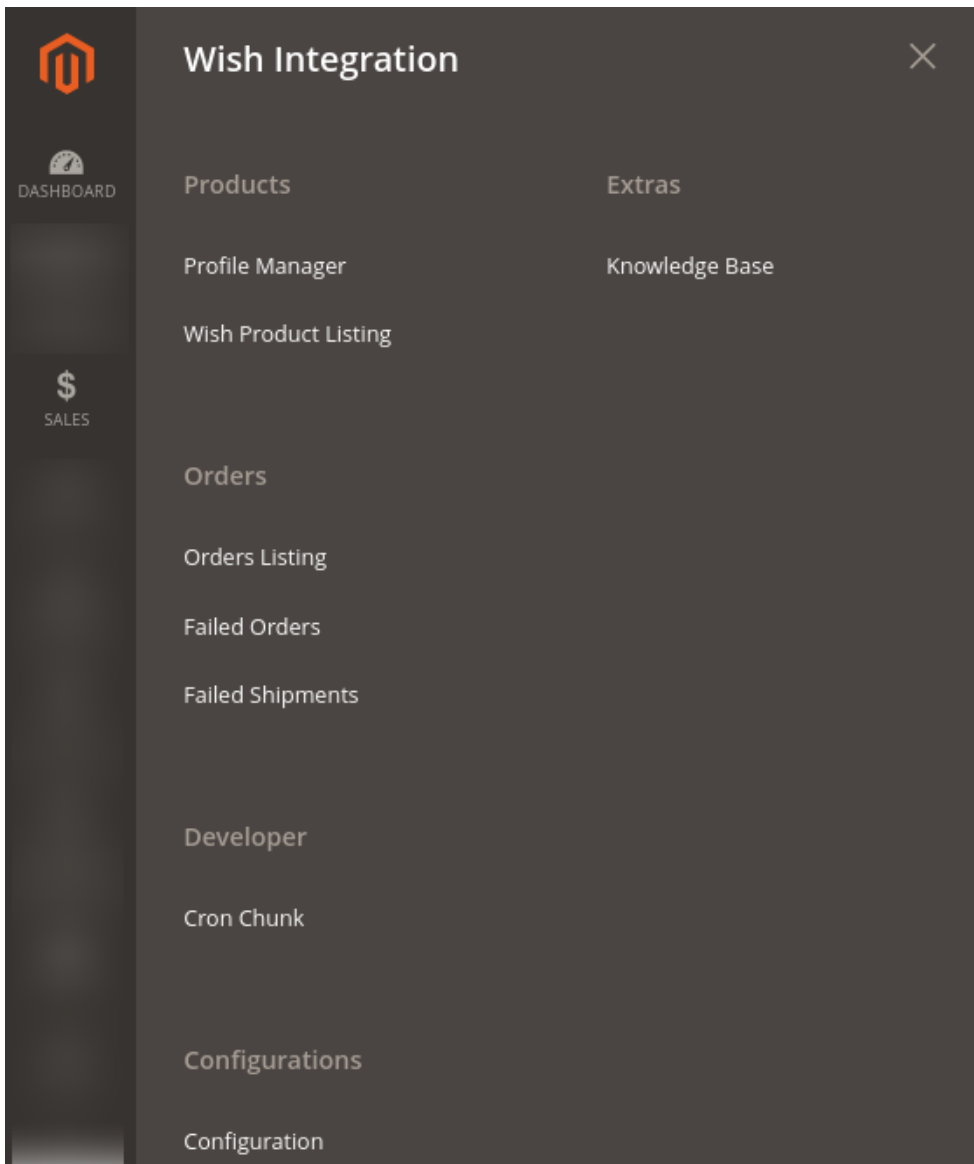 Wish Integration
DASHBOARD
SALES
Products
Profile Manager
Wish Product Listing
Extras
Knowledge Base
Orders
Orders Listing
Failed Orders
Failed Shipments
Developer
Cron Chunk
Configurations
Configuration